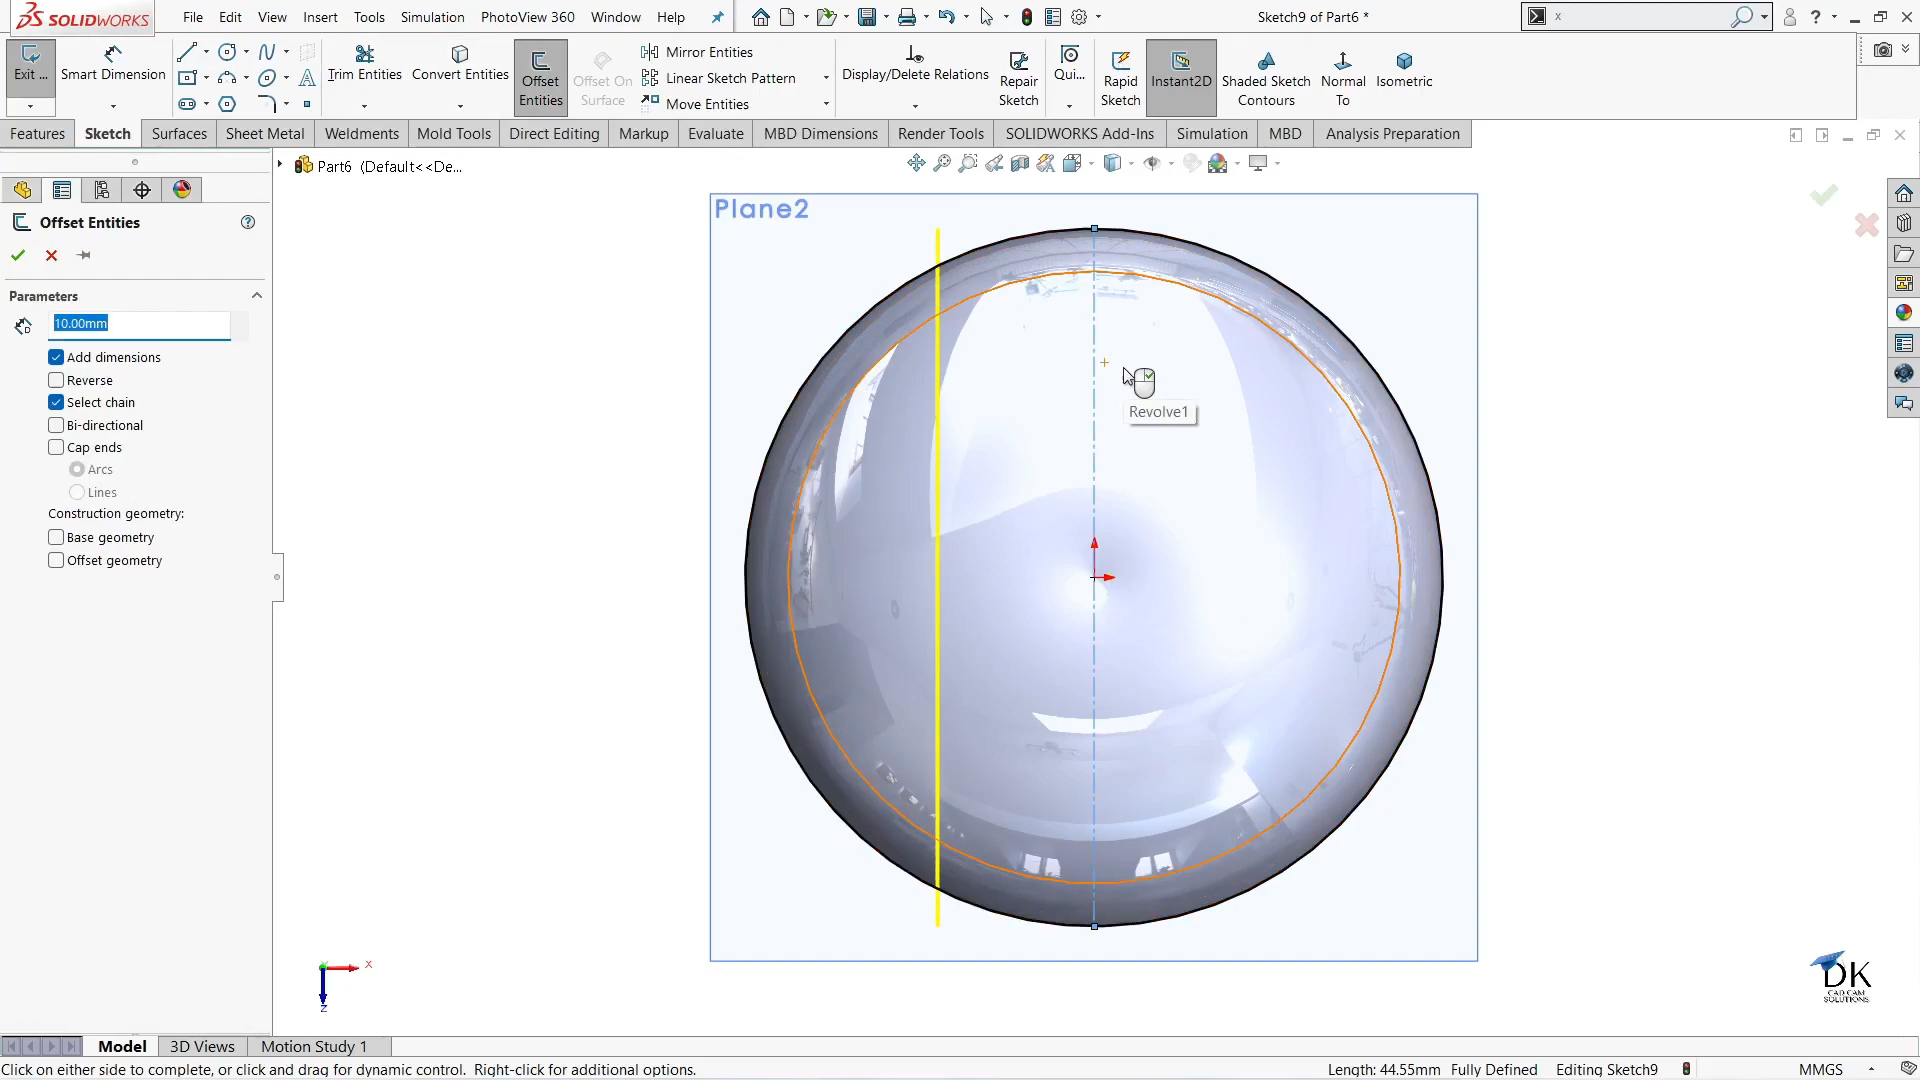 SOLIDWORKS File Edit View Insert Tools Simulation PhotoView 360 Window Help Sketch9 of Part6 * x
Exit ... Smart Dimension Trim Entities Convert Entities Offset Entities Offset On Surface Mirror Entities Linear Sketch Pattern Move Entities Display/Delete Relations Repair Sketch Qui... Rapid Sketch Instant2D Shaded Sketch Contours Normal To Isometric
Features Sketch Surfaces Sheet Metal Weldments Mold Tools Direct Editing Markup Evaluate MBD Dimensions Render Tools SOLIDWORKS Add-Ins Simulation MBD Analysis Preparation
Part6 (Default<<De...
Offset Entities
Parameters
10.00mm
Add dimensions
Reverse
Select chain
Bi-directional
Cap ends
Arcs
Lines
Construction geometry:
Base geometry
Offset geometry
Plane2
Revolve1
X
Z
DK
CAD CAM
SOLUTIONS
Model 3D Views Motion Study 1
Click on either side to complete, or click and drag for dynamic control. Right-click for additional options. Length: 44.55mm Fully Defined Editing Sketch9 MMGS